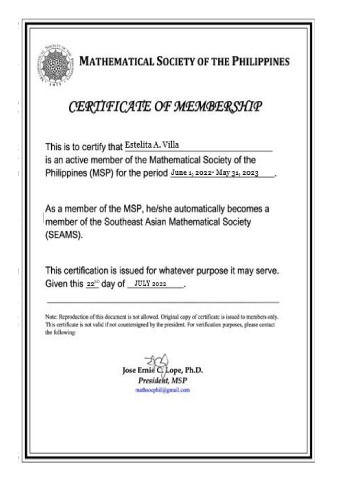 MATHEMATICAL SOCIETY OF THE PHILIPPINES
CERTIFICATE OF MEMBERSHIP
This is to certify that Estelita A. Villa
is an active member of the Mathematical Society of the
Philippines (MSP) for the period June 1, 2022- May 31, 2023.
As a member of the MSP, he/she automatically becomes a
member of the Southeast Asian Mathematical Society
(SEAMS).
This certification is issued for whatever purpose it may serve.
Given this 22ND day of JULY 2022.
Note: Reproduction of this document is not allowed. Original copy of certificate is issued to members only.
This certificate is not valid if not countersigned by the president. For verification purposes, please contact
the following:
Jose Ernie C. Lope, Ph.D.
President, MSP
mathsocphil@gmail.com